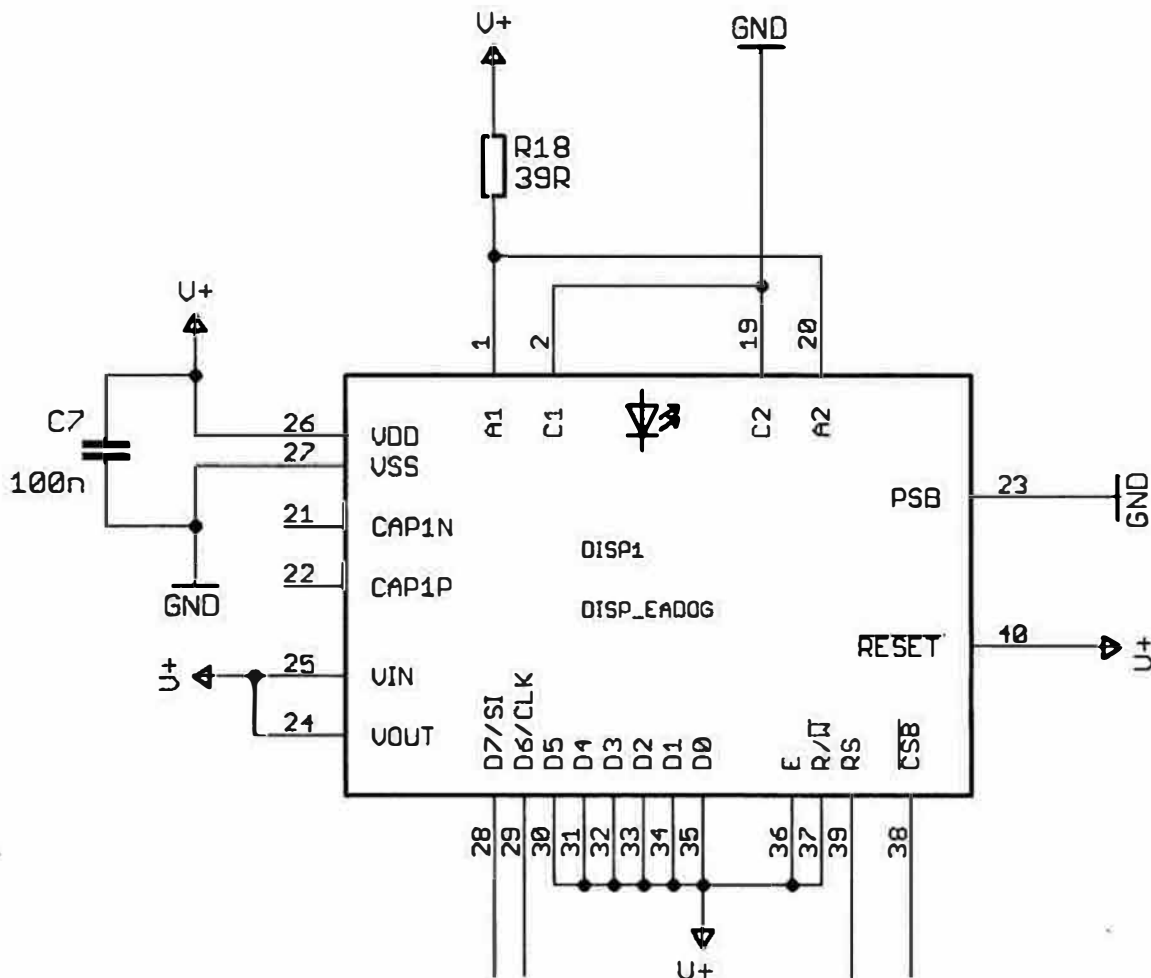 V+
GND
R18
39R
V+
1
2
19
20
C7
100n
26
27
21
22
25
24
VDD
VSS
CAP1N
CAP1P
VIN
VOUT
A1
C1
C2
A2
PSB
23
GND
DISP1
DISP_EADOG
GND
RESET
40
V+
V+
D7/SI
D6/CLK
D5
D4
D3
D2
D1
D0
E
R/W
RS
CSB
28
29
30
31
32
33
34
35
36
37
39
38
V+